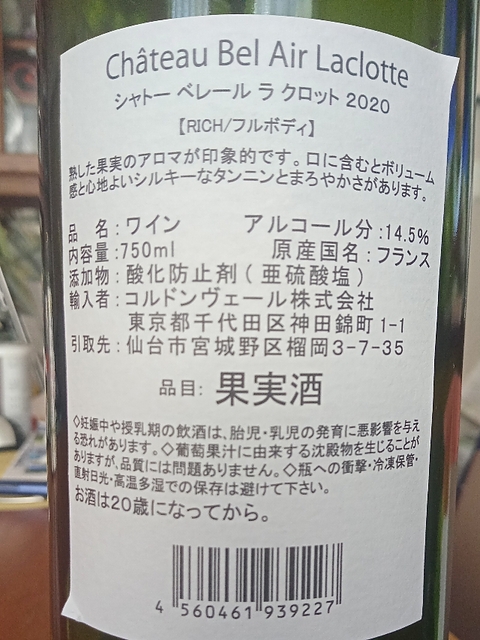 Château Bel Air Laclotte
シャトー ベレール ラ クロット 2020
【RICH/フルボディ】
熟した果実のアロマが印象的です。口に含むとボリューム
感と心地よいシルキーなタンニンとまろやかさがあります。
品 名:ワイン アルコール分:14.5%
内容量:750ml 原産国名:フランス
添加物:酸化防止剤(亜硫酸塩)
輸入者:コルドンヴェール株式会社
東京都千代田区神田錦町1-1
引取先:仙台市宮城野区榴岡3-7-35
品目:果実酒
◇妊娠中や授乳期の飲酒は、胎児・乳児の発育に悪影響を与え
る恐れがあります。◇葡萄果汁に由来する沈殿物を生じることが
ありますが、品質には問題ありません。◇瓶への衝撃・冷凍保管・
直射日光・高温多湿での保存は避けて下さい。
お酒は20歳になってから。
4 560461 939227